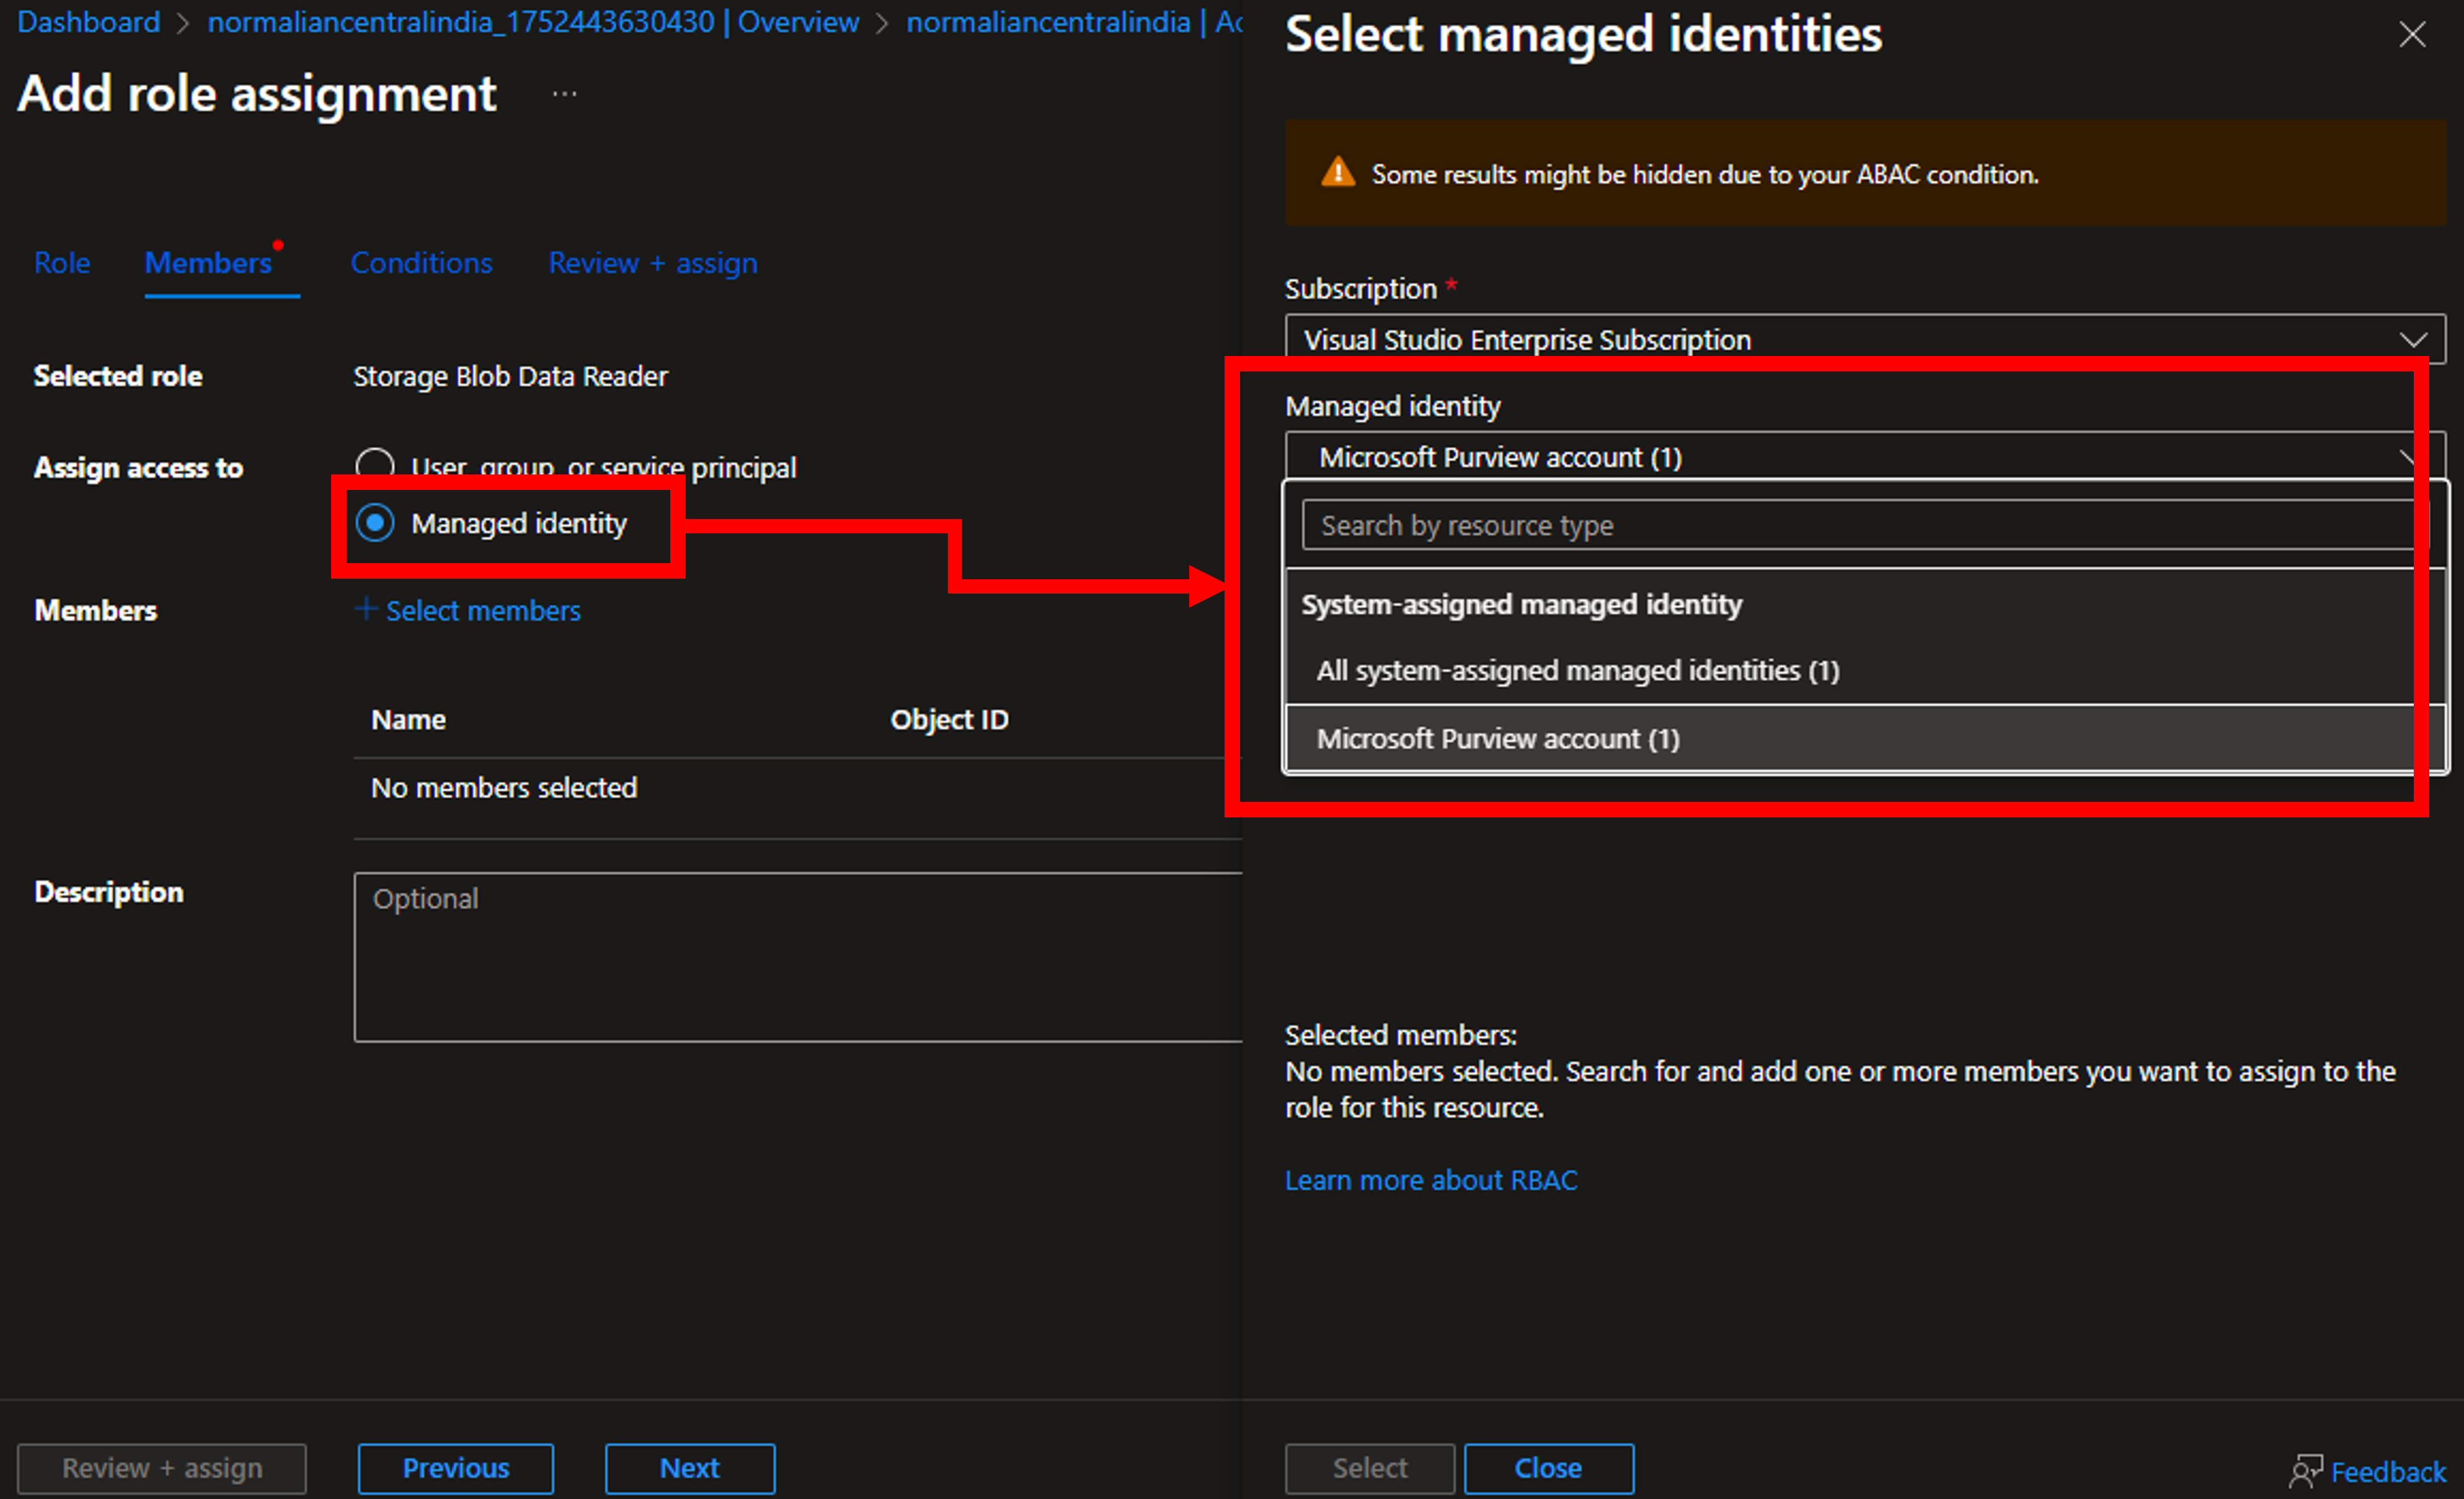 Dashboard > normaliancentralindia_1752443630430 | Overview > normaliancentralindia | Ac
Add role assignment ...
Role Members Conditions Review + assign
Selected role Storage Blob Data Reader
Assign access to User, group, or service principal
Managed identity
Members + Select members
Name Object ID
No members selected
Description Optional
Review + assign Previous Next
Select managed identities
Some results might be hidden due to your ABAC condition.
Subscription *
Visual Studio Enterprise Subscription
Managed identity
Microsoft Purview account (1)
Search by resource type
System-assigned managed identity
All system-assigned managed identities (1)
Microsoft Purview account (1)
Selected members:
No members selected. Search for and add one or more members you want to assign to the
role for this resource.
Learn more about RBAC
Select Close Feedback